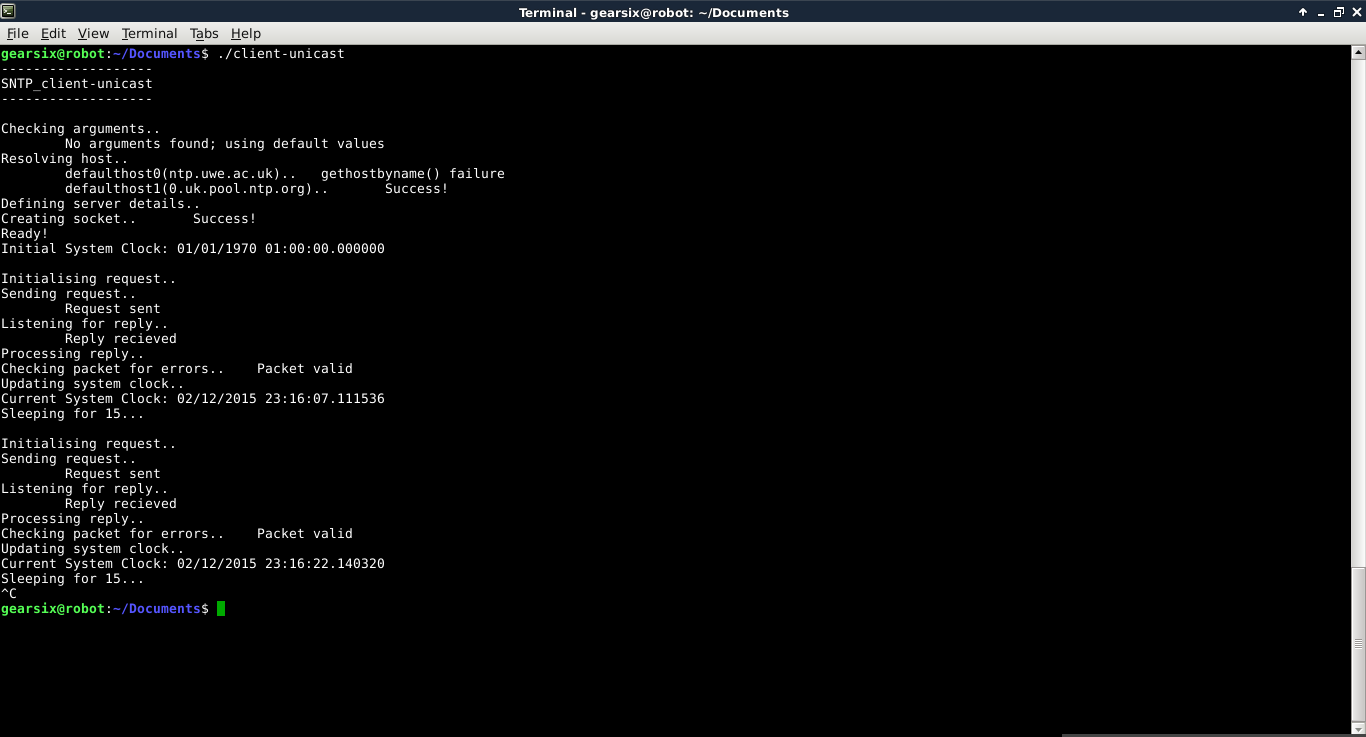 Terminal - gearsix@robot: ~/Documents
File Edit View Terminal Tabs Help
gearsix@robot:~/Documents$ ./client-unicast
-------------------
SNTP_client-unicast
-------------------
Checking arguments..
No arguments found; using default values
Resolving host..
defaulthost0(ntp.uwe.ac.uk).. gethostbyname() failure
defaulthost1(0.uk.pool.ntp.org).. Success!
Defining server details..
Creating socket.. Success!
Ready!
Initial System Clock: 01/01/1970 01:00:00.000000
Initialising request..
Sending request..
Request sent
Listening for reply..
Reply recieved
Processing reply..
Checking packet for errors.. Packet valid
Updating system clock..
Current System Clock: 02/12/2015 23:16:07.111536
Sleeping for 15...
Initialising request..
Sending request..
Request sent
Listening for reply..
Reply recieved
Processing reply..
Checking packet for errors.. Packet valid
Updating system clock..
Current System Clock: 02/12/2015 23:16:22.140320
Sleeping for 15...
^C
gearsix@robot:~/Documents$